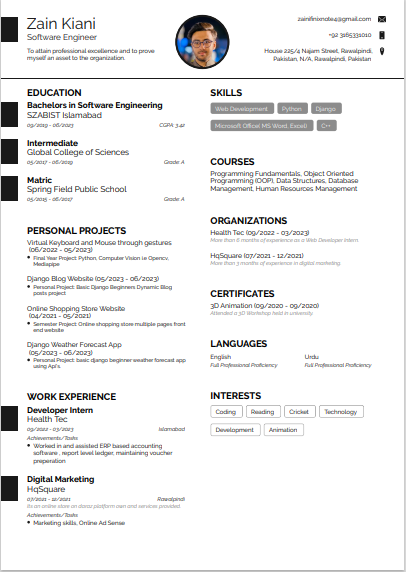 Zain Kiani
Software Engineer
To attain professional excellence and to prove
myself an asset to the organization.
zainifinixnote4@gmail.com
+92 3165331010
House 225/4 Najam Street, Rawalpindi,
Pakistan, N/A, Rawalpindi, Pakistan
EDUCATION
Bachelors in Software Engineering
SZABIST Islamabad
09/2019 - 06/2023 CGPA: 3.42
Intermediate
Global College of Sciences
05/2017 - 06/2019 Grade: A
Matric
Spring Field Public School
05/2015 - 06/2017 Grade: A
PERSONAL PROJECTS
Virtual Keyboard and Mouse through gestures
(06/2022 - 05/2023)
Final Year Project: Python, Computer Vision i.e Opencv,
Mediapipe
Django Blog Website (05/2023 - 06/2023)
Personal Project: Basic Django Beginners Dynamic Blog
posts project
Online Shopping Store Website
(04/2021 - 05/2021)
Semester Project: Online shopping store multiple pages front
end website
Django Weather Forecast App
(05/2023 - 06/2023)
Personal Project: basic django beginner weather forecast app
using Api's.
WORK EXPERIENCE
Developer Intern
Health Tec
09/2022 - 03/2023 Islamabad
Achievements/Tasks
Worked in and assisted ERP based accounting
software , report level ledger, maintaining voucher
preperation
Digital Marketing
HqSquare
07/2021 - 12/2021 Rawalpindi
Its an online store on daraz platform own and services provided.
Achievements/Tasks
Marketing skills, Online Ad Sense
SKILLS
Web Development Python Django
Microsoft Office( MS Word, Excel) C++
COURSES
Programming Fundamentals, Object Oriented
Programming (OOP), Data Structures, Database
Management, Human Resources Management
ORGANIZATIONS
Health Tec (09/2022 - 03/2023)
More than 6 months of experience as a Web Developer intern.
HqSquare (07/2021 - 12/2021)
More than 3 months of experience in digital marketing.
CERTIFICATES
3D Animation (09/2020 - 09/2020)
Attended a 3D Workshop held in university.
LANGUAGES
English Urdu
Full Professional Proficiency Full Professional Proficiency
INTERESTS
Coding Reading Cricket Technology
Development Animation